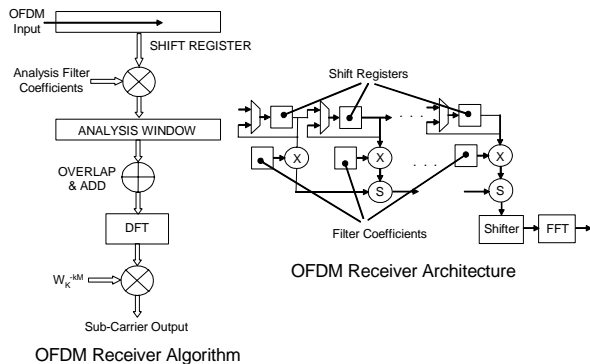 OFDM
Input
SHIFT REGISTER
Analysis Filter
Coefficients
ANALYSIS WINDOW
OVERLAP
& ADD
DFT
W_K^-kM
Sub-Carrier Output
OFDM Receiver Algorithm
Shift Registers
. . .
X
X
. . .
X
S
S
Filter Coefficients
Shifter
FFT
OFDM Receiver Architecture